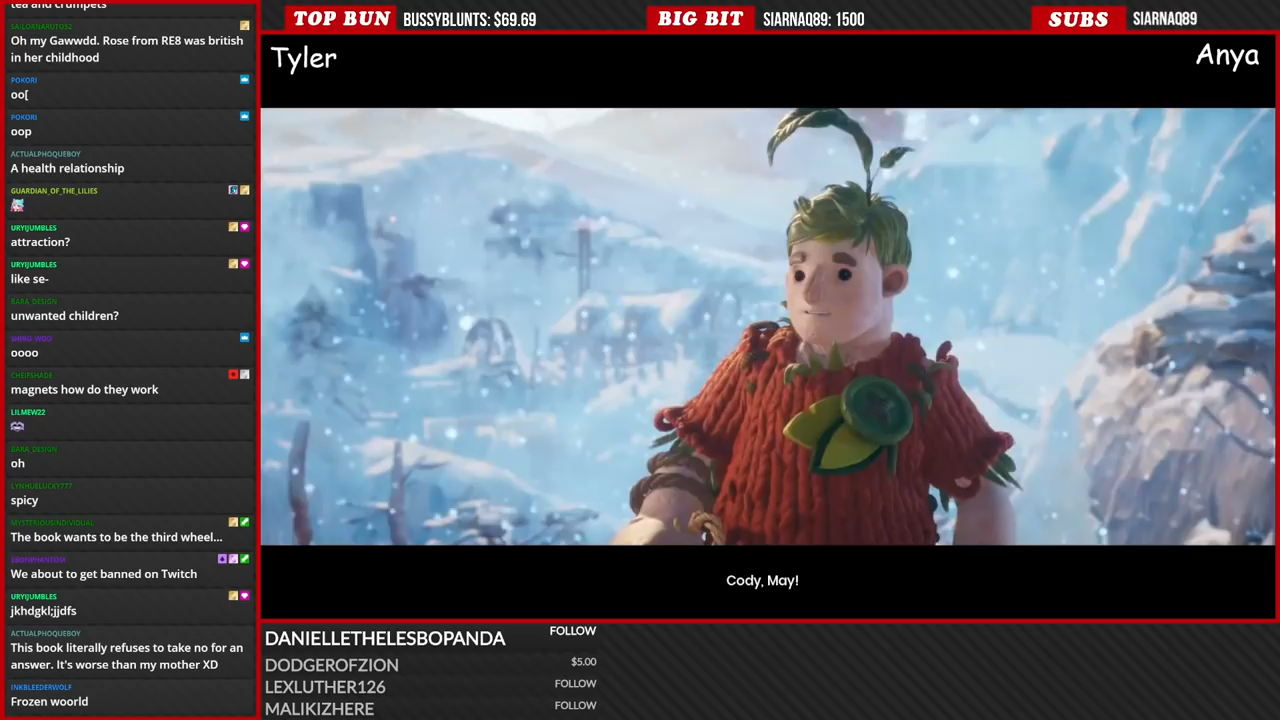 tea and crumpets
SAILORNARUTO52
Oh my Gawwdd. Rose from RE8 was british
in her childhood
POKORI
oo[
POKORI
oop
ACTUALPHOQUEBOY
A health relationship
GUARDIAN_OF_THE_LILIES
URYIJUMBLES
attraction?
URYIJUMBLES
like se-
BARA_DESIGN
unwanted children?
oooo
CHEIFSHADE
magnets how do they work
LILMEW22
BARA_DESIGN
oh
LYNHUELUCKY777
spicy
MYSTERIOUSINDIVIDUAL
The book wants to be the third wheel...
We about to get banned on Twitch
URYIJUMBLES
jkhdgkl;jjdfs
ACTUALPHOQUEBOY
This book literally refuses to take no for an
answer. It's worse than my mother XD
INKBLEEDERWOLF
Frozen woorld
TOP BUN BUSSYBLUNTS: $69.69
BIG BIT SIARNAQ89: 1500
SUBS SIARNAQ89
Tyler
Anya
Cody, May!
DANIELLETHELESBOPANDA FOLLOW
DODGEROFZION $5.00
LEXLUTHER126 FOLLOW
MALIKIZHERE FOLLOW